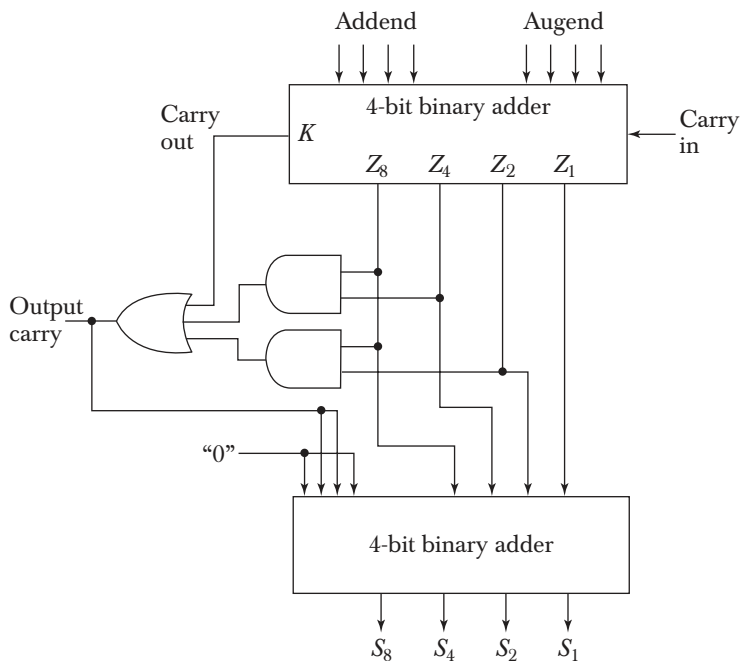 Addend Augend
4-bit binary adder
Carry out
K
Carry in
Z8 Z4 Z2 Z1
Output carry
“0”
4-bit binary adder
S8 S4 S2 S1